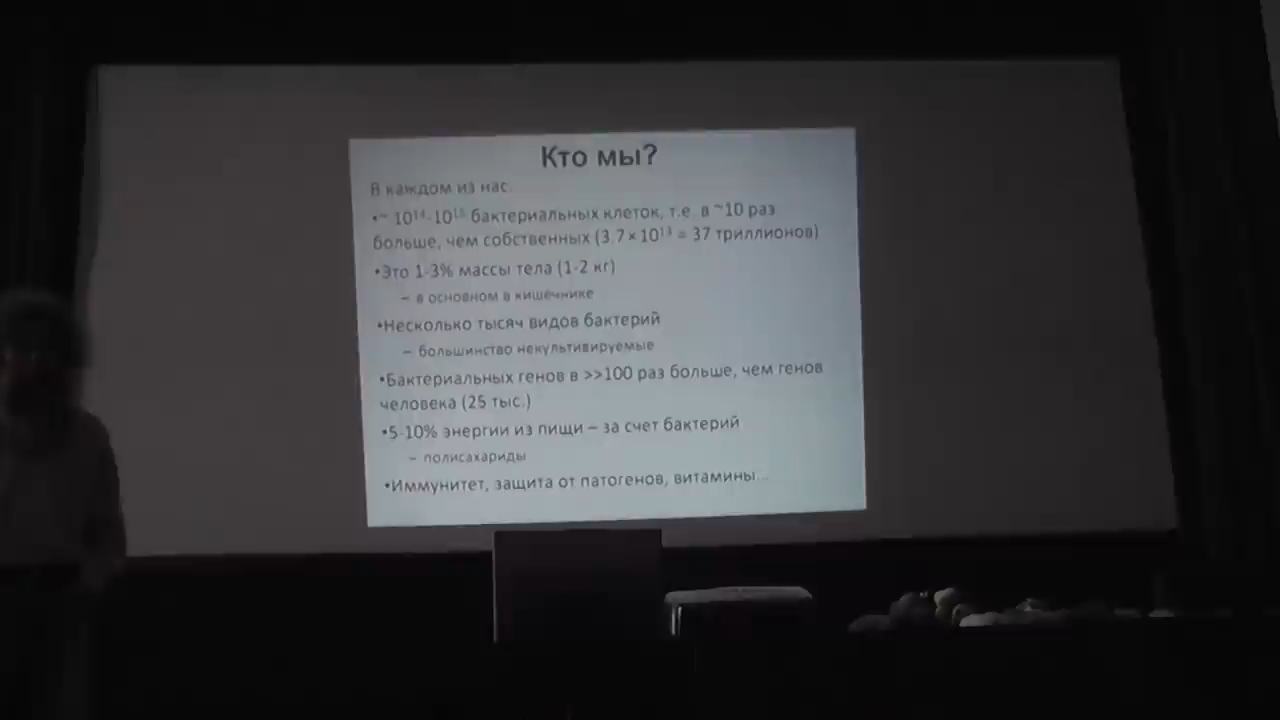 Кто мы?
В каждом из нас:
•~ 10¹⁴-10¹⁵ бактериальных клеток, т.е. в ~10 раз
больше, чем собственных (3.7 × 10¹³ = 37 триллионов)
•Это 1-3% массы тела (1-2 кг)
– в основном в кишечнике
•Несколько тысяч видов бактерий
– большинство некультивируемые
•Бактериальных генов в >>100 раз больше, чем генов
человека (25 тыс.)
•5-10% энергии из пищи – за счет бактерий
– полисахариды
•Иммунитет, защита от патогенов, витамины...